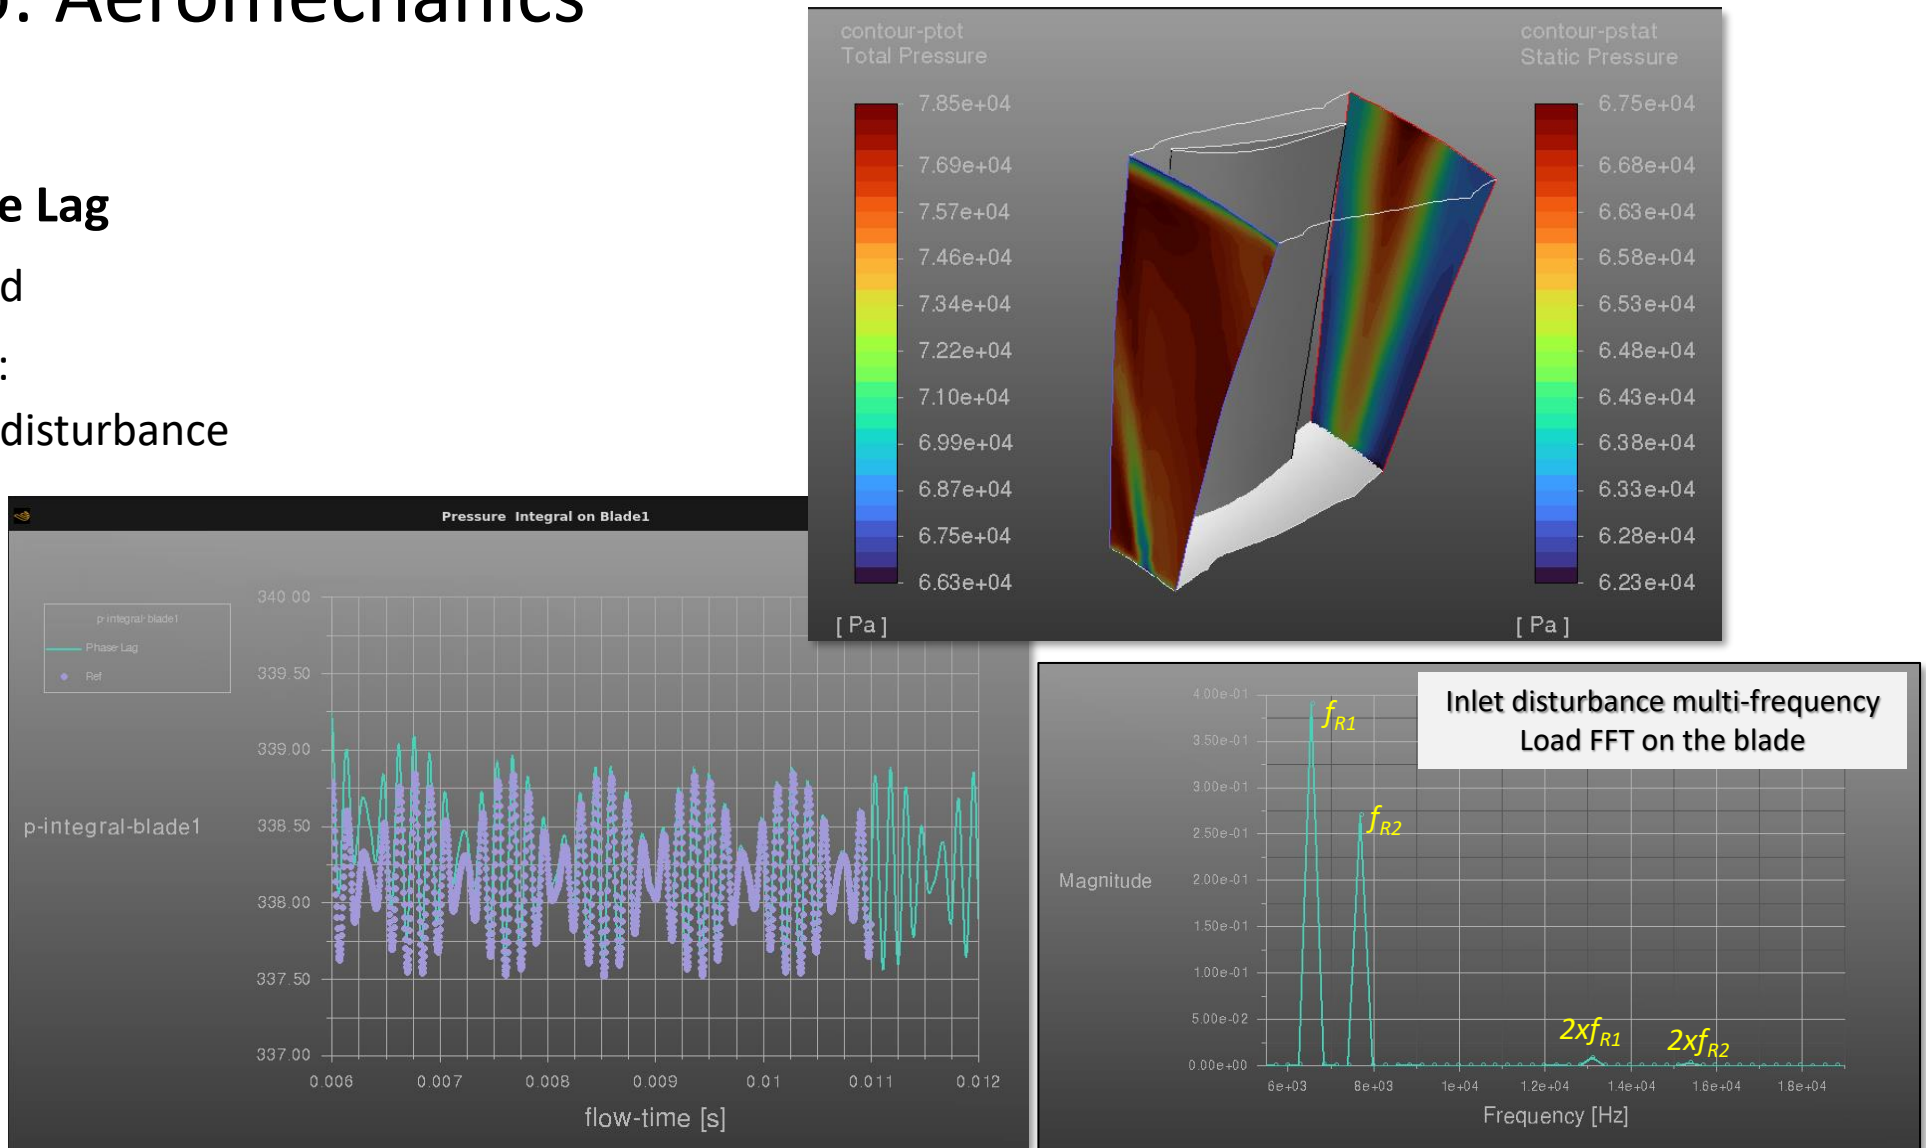 : Aeromechanics
e Lag
d
:
disturbance
contour-ptot
Total Pressure
7.85e+04
7.69e+04
7.57e+04
7.46e+04
7.34e+04
7.22e+04
7.10e+04
6.99e+04
6.87e+04
6.75e+04
6.63e+04
[ Pa ]
contour-pstat
Static Pressure
6.75e+04
6.68e+04
6.63e+04
6.58e+04
6.53e+04
6.48e+04
6.43e+04
6.38e+04
6.33e+04
6.28e+04
6.23e+04
[ Pa ]
Pressure Integral on Blade1
p-integral-blade1
Phase-Lag
Ref
p-integral-blade1
340.00
339.50
339.00
338.50
338.00
337.50
337.00
0.006 0.007 0.008 0.009 0.01 0.011 0.012
flow-time [s]
Inlet disturbance multi-frequency
Load FFT on the blade
fR1
fR2
2xfR1
2xfR2
Magnitude
4.00e-01
3.50e-01
3.00e-01
2.50e-01
2.00e-01
1.50e-01
1.00e-01
5.00e-02
0.00e+00
6e+03 8e+03 1e+04 1.2e+04 1.4e+04 1.6e+04 1.8e+04
Frequency [Hz]